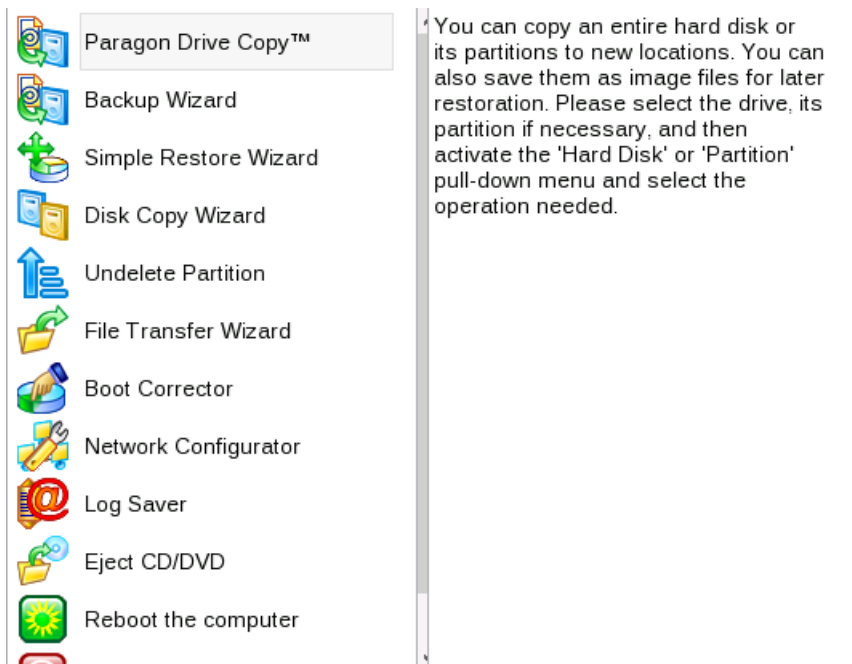 Paragon Drive Copy™
Backup Wizard
Simple Restore Wizard
Disk Copy Wizard
Undelete Partition
File Transfer Wizard
Boot Corrector
Network Configurator
Log Saver
Eject CD/DVD
Reboot the computer
You can copy an entire hard disk or
its partitions to new locations. You can
also save them as image files for later
restoration. Please select the drive, its
partition if necessary, and then
activate the 'Hard Disk' or 'Partition'
pull-down menu and select the
operation needed.